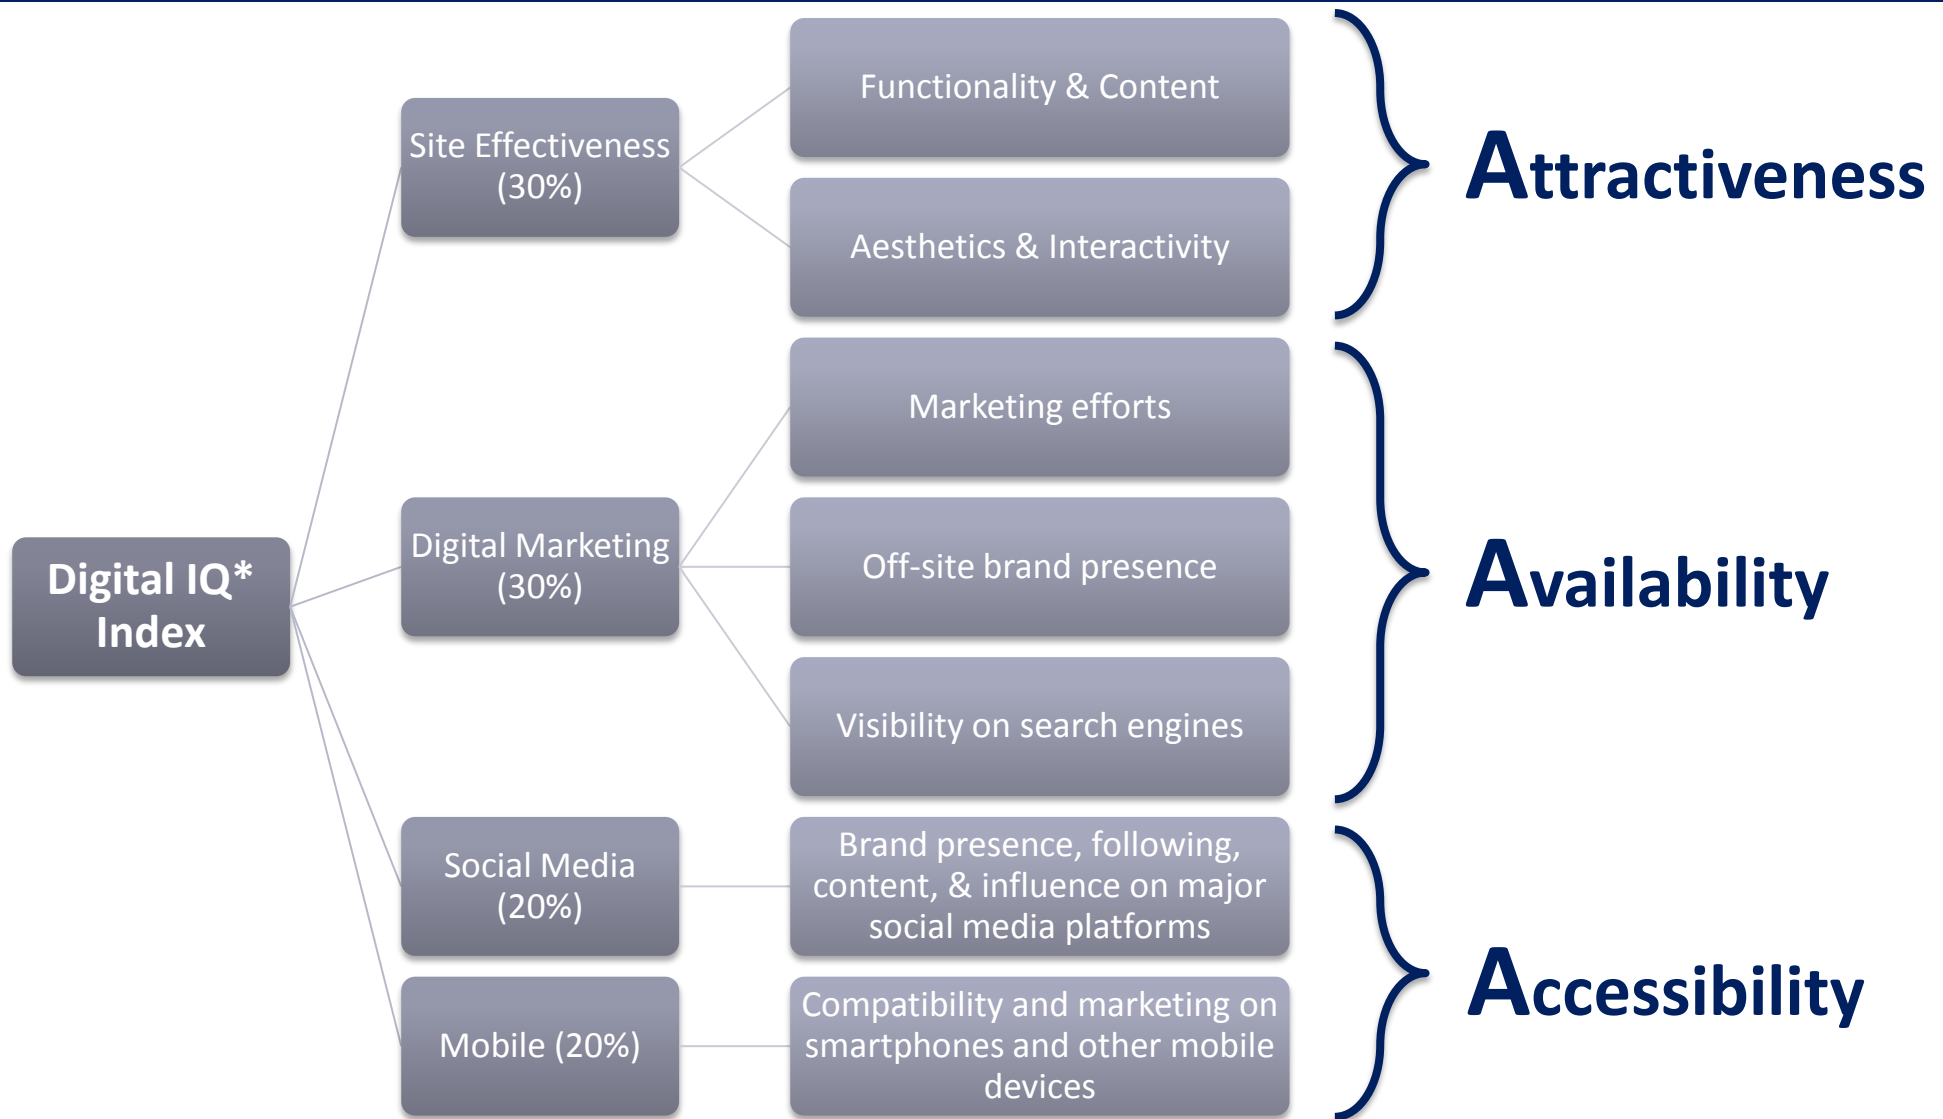 Functionality & Content
Site Effectiveness
(30%)
Aesthetics & Interactivity
Attractiveness
Marketing efforts
Digital IQ*
Index
Digital Marketing
(30%)
Off-site brand presence
Availability
Visibility on search engines
Social Media
(20%)
Brand presence, following,
content, & influence on major
social media platforms
Mobile (20%)
Compatibility and marketing on
smartphones and other mobile
devices
Accessibility